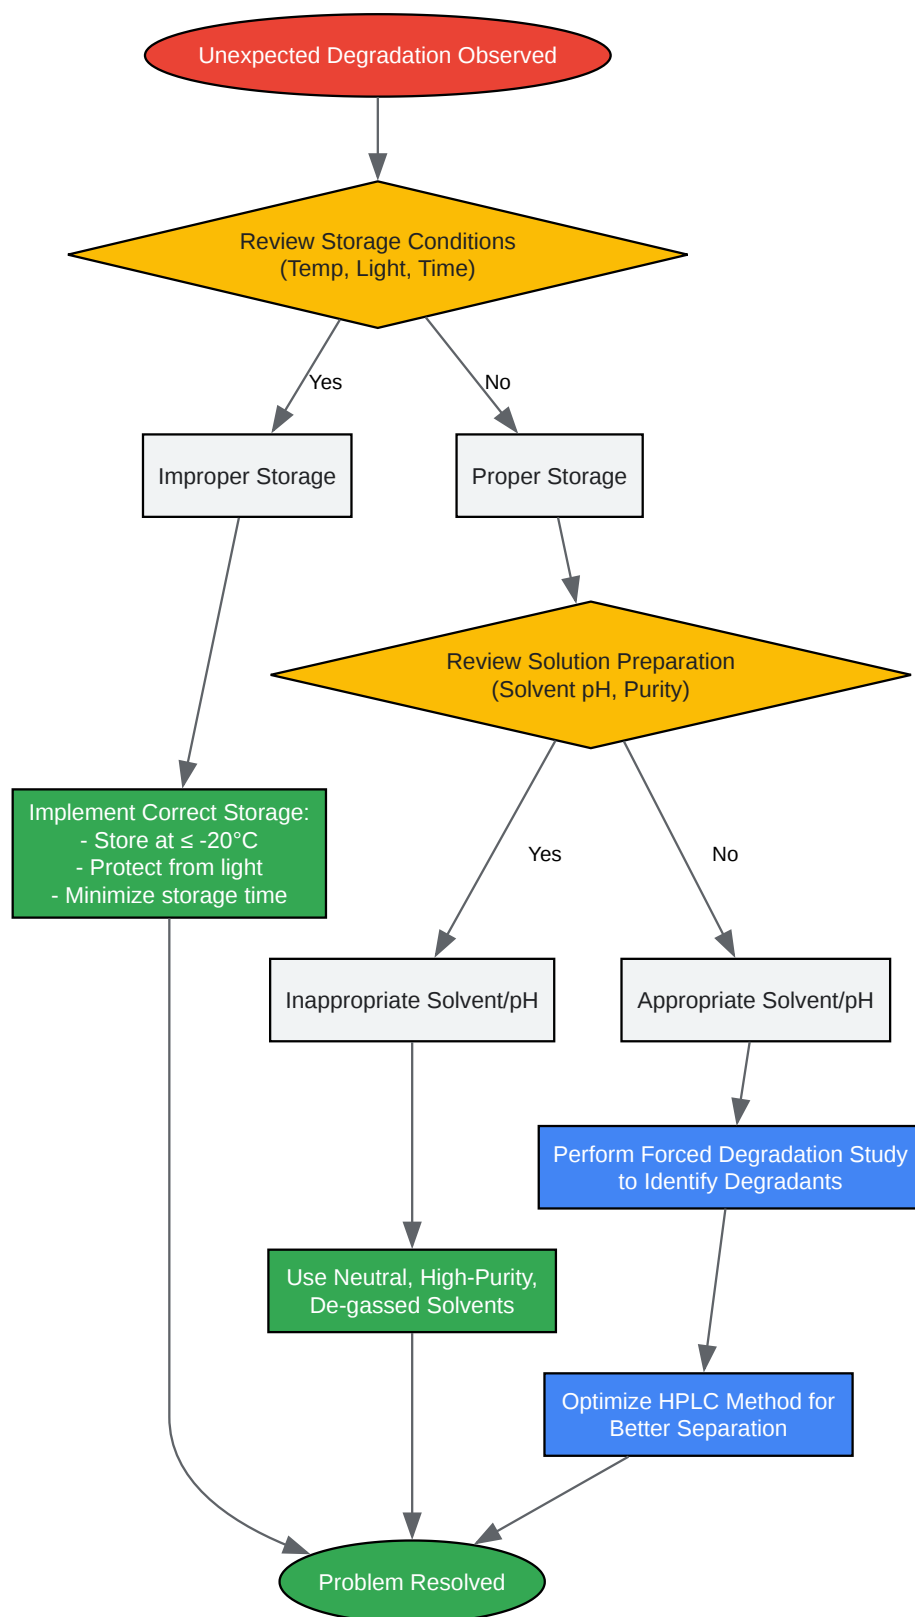 Unexpected Degradation Observed
Review Storage Conditions
(Temp, Light, Time)
Yes
No
Improper Storage
Proper Storage
Review Solution Preparation
(Solvent pH, Purity)
Implement Correct Storage:
- Store at ≤ -20°C
- Protect from light
- Minimize storage time
Yes
No
Inappropriate Solvent/pH
Appropriate Solvent/pH
Perform Forced Degradation Study
to Identify Degradants
Use Neutral, High-Purity,
De-gassed Solvents
Optimize HPLC Method for
Better Separation
Problem Resolved